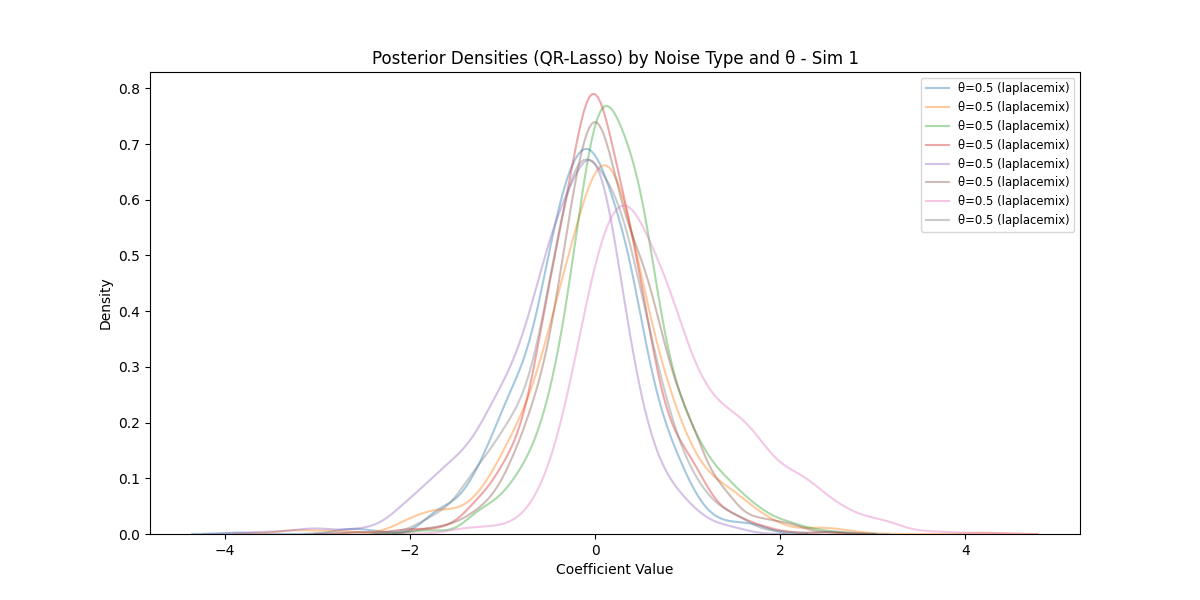 Posterior Densities (QR-Lasso) by Noise Type and θ - Sim 1
0.8
0.7
0.6
0.5
0.4
0.3
0.2
0.1
0.0
Density
θ=0.5 (laplacemix)
θ=0.5 (laplacemix)
θ=0.5 (laplacemix)
θ=0.5 (laplacemix)
θ=0.5 (laplacemix)
θ=0.5 (laplacemix)
θ=0.5 (laplacemix)
θ=0.5 (laplacemix)
−4
−2
0
2
4
Coefficient Value